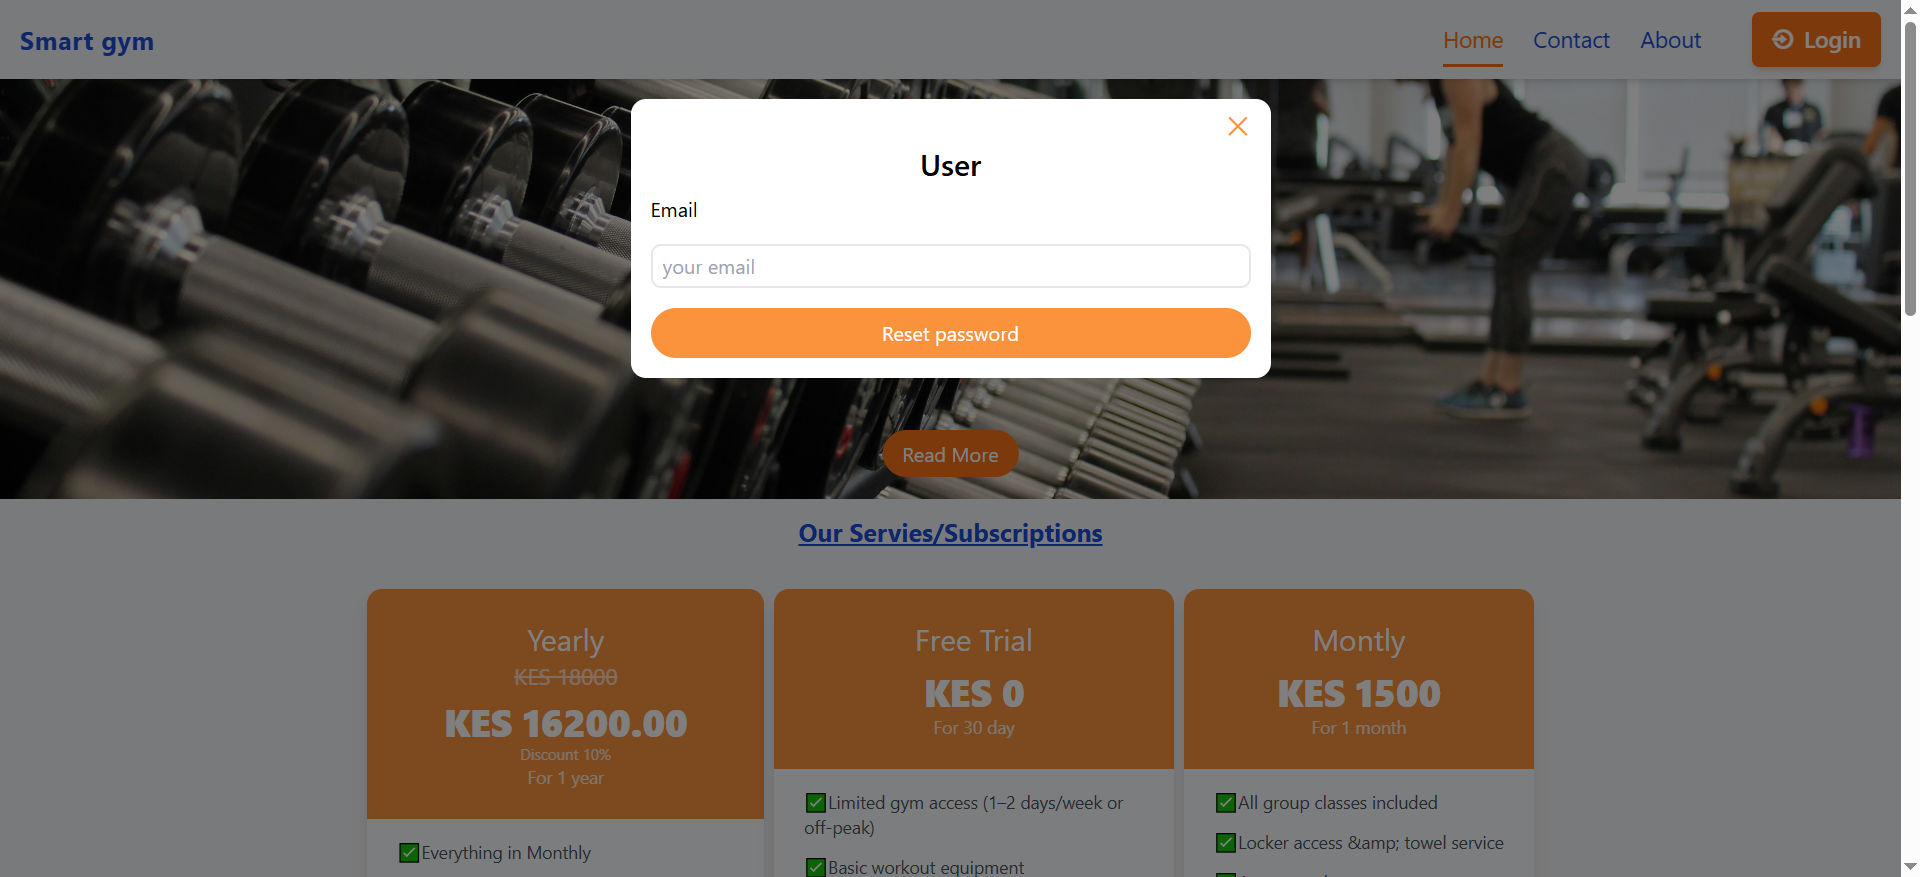 Smart gym
Home
Contact
About
Login
User
Email
your email
Reset password
Read More
Our Servies/Subscriptions
Yearly
KES 18000
KES 16200.00
Discount 10%
For 1 year
✅Everything in Monthly
Free Trial
KES 0
For 30 day
✅Limited gym access (1–2 days/week or
off-peak)
✅Basic workout equipment
Montly
KES 1500
For 1 month
✅All group classes included
✅Locker access &amp; towel service